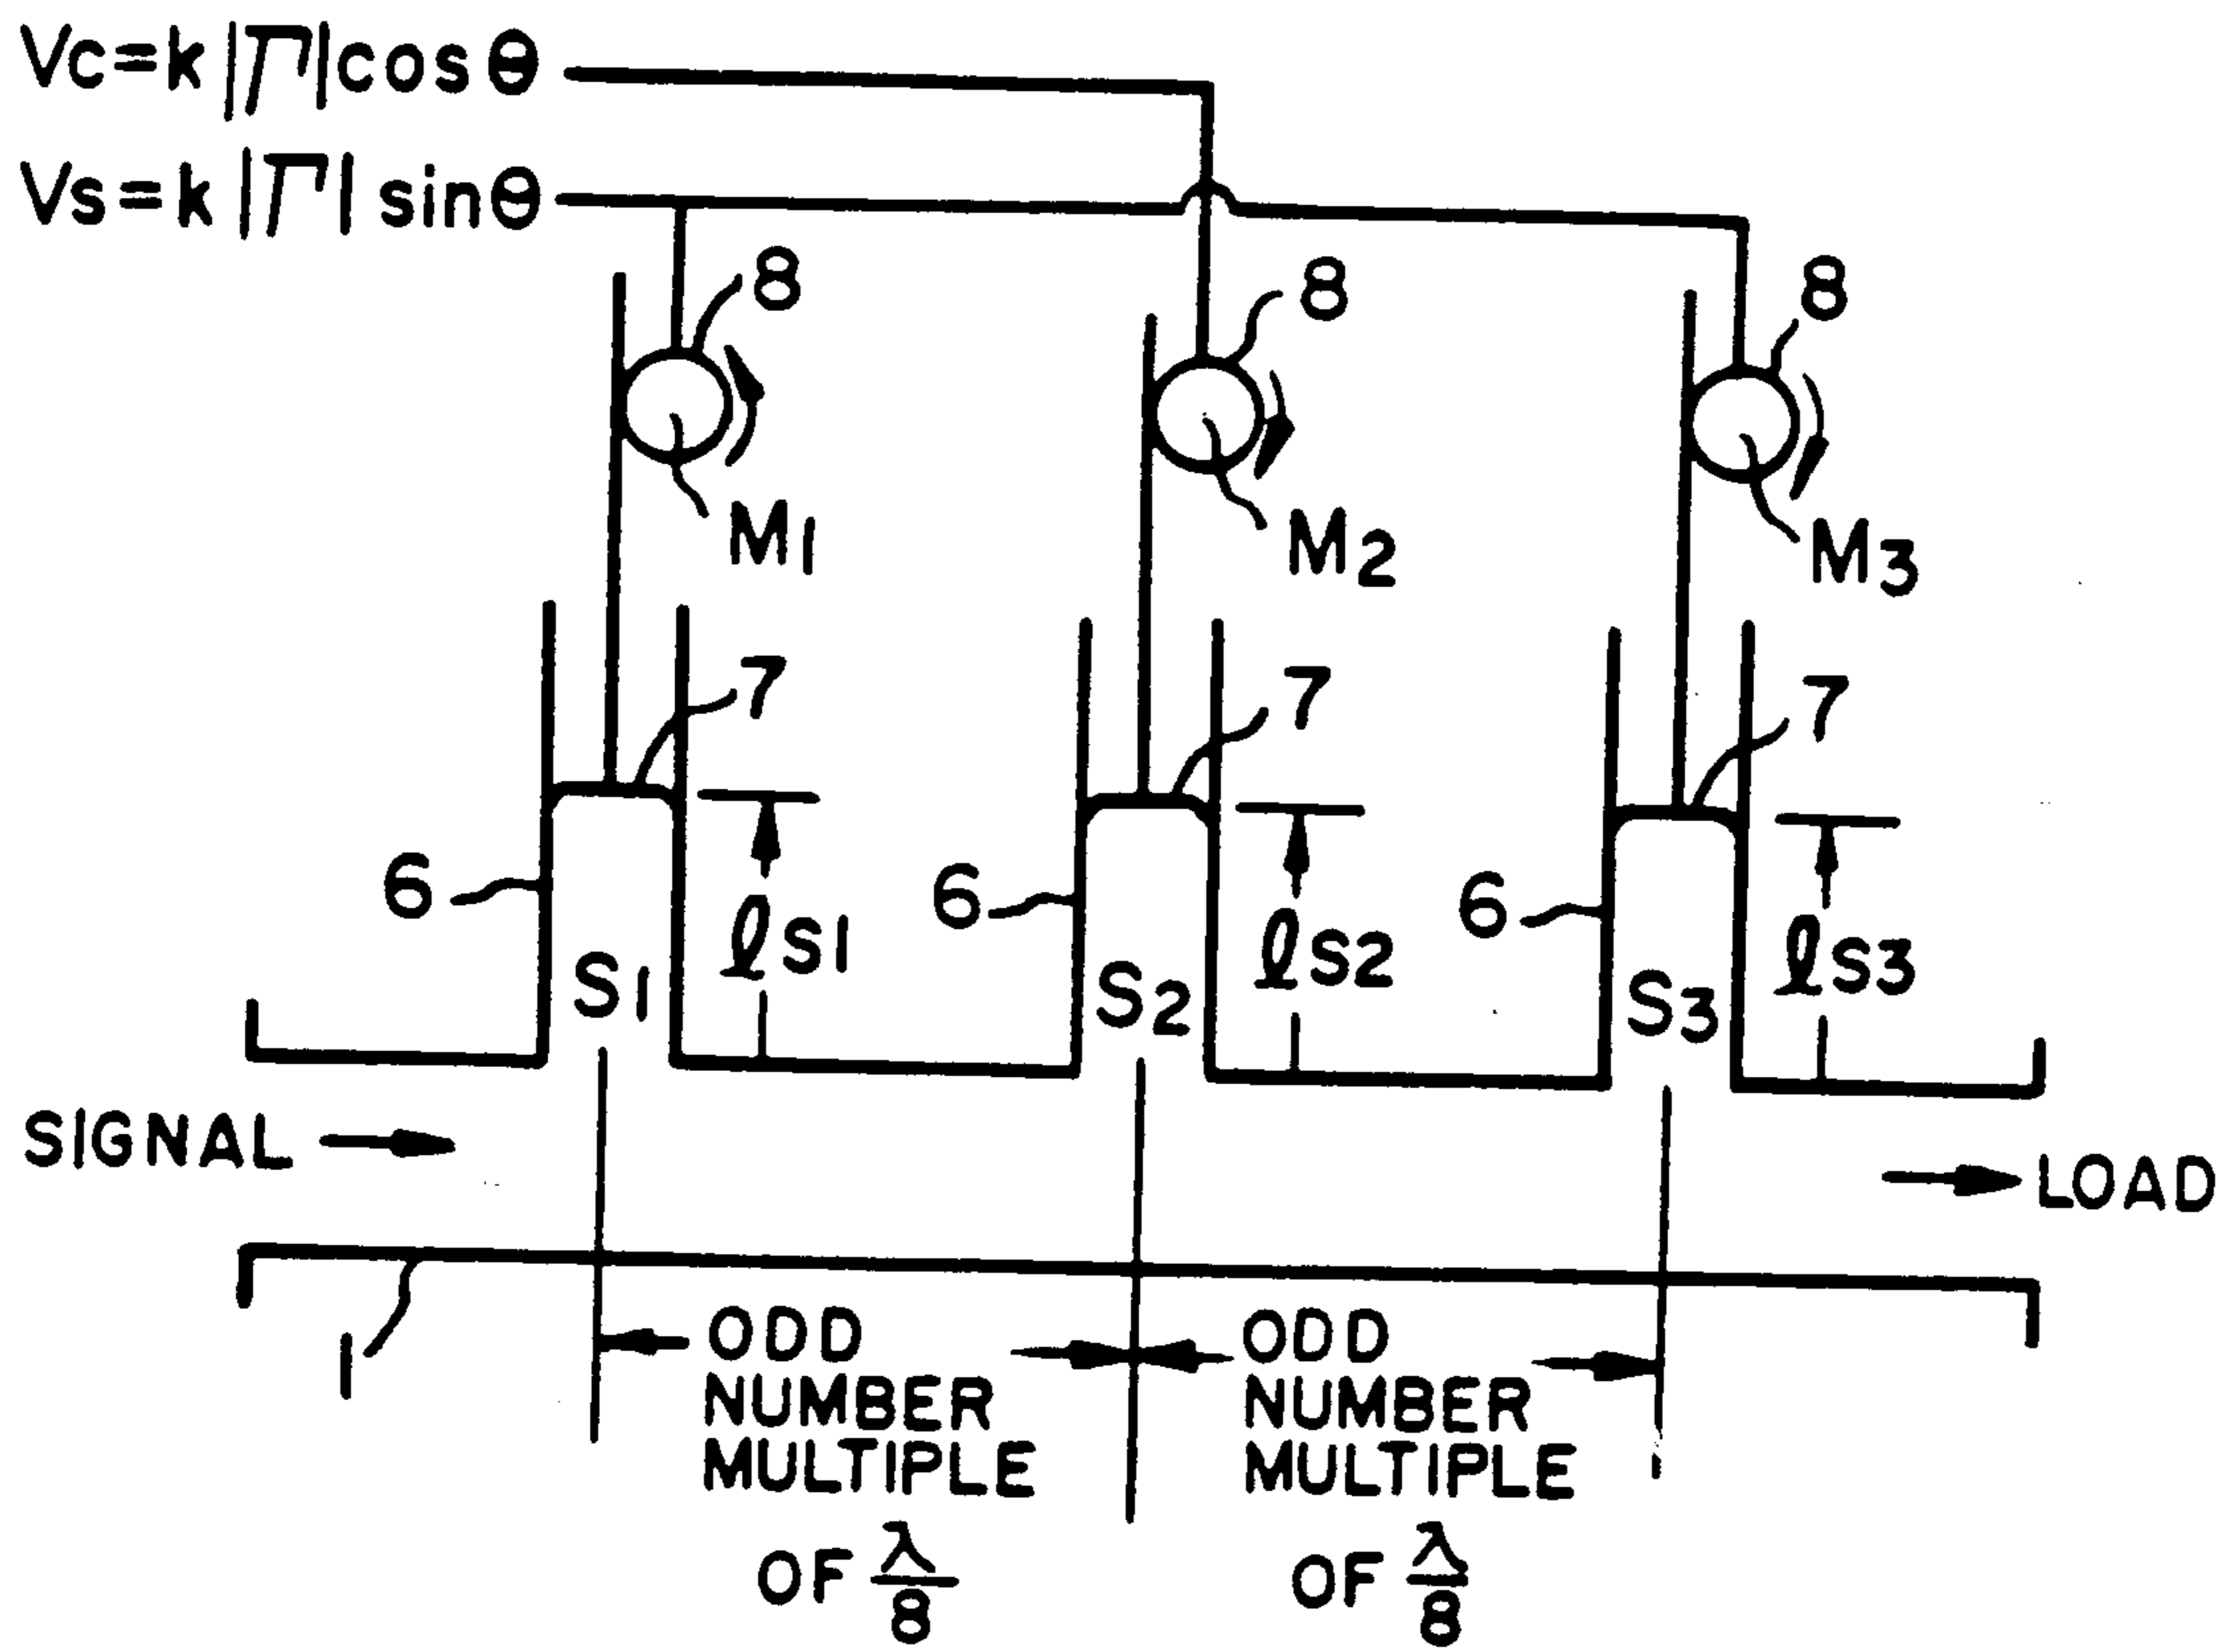 Vc=k|Γ|cosθ
Vs=k|Γ|sinθ
8
8
8
M1
M2
M3
7
7
7
6
6
6
S1
ℓS1
S2
ℓS2
S3
ℓS3
SIGNAL
LOAD
1
ODD
NUMBER
MULTIPLE
OF λ/8
ODD
NUMBER
MULTIPLE
OF λ/8